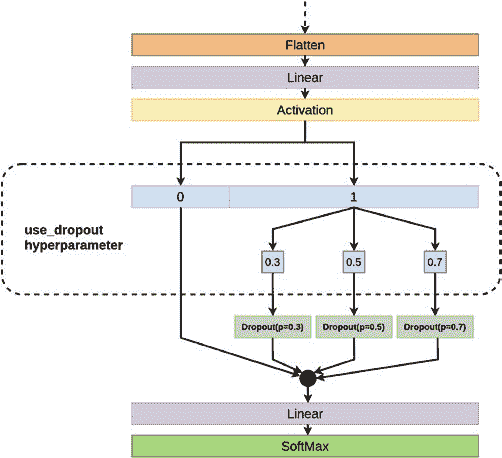 Flatten
Linear
Activation
0 1
use_dropout
hyperparameter
0.3 0.5 0.7
Dropout(p=0.3) Dropout(p=0.5) Dropout(p=0.7)
Linear
SoftMax